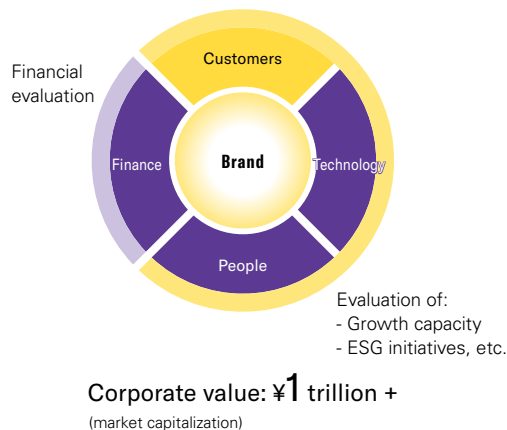 Customers
Financial
evaluation
Finance
Brand
Technology
People
Evaluation of:
- Growth capacity
- ESG initiatives, etc.
Corporate value: ¥1 trillion +
(market capitalization)